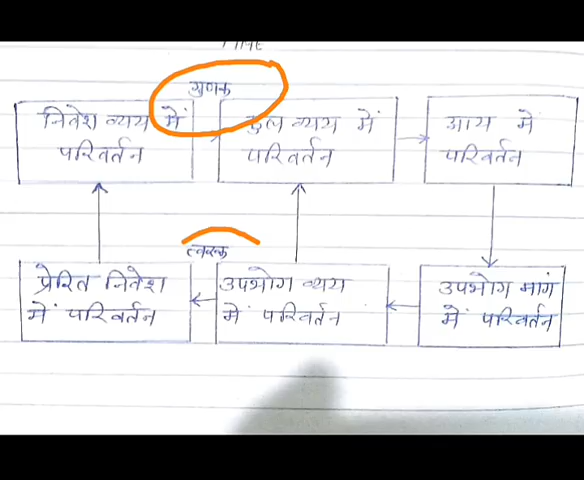 गुणक
निवेश व्यय में
परिवर्तन
कुल व्यय में
परिवर्तन
आय में
परिवर्तन
त्वरक
प्रेरित निवेश
में परिवर्तन
उपभोग व्यय
में परिवर्तन
उपभोग मांग
में परिवर्तन